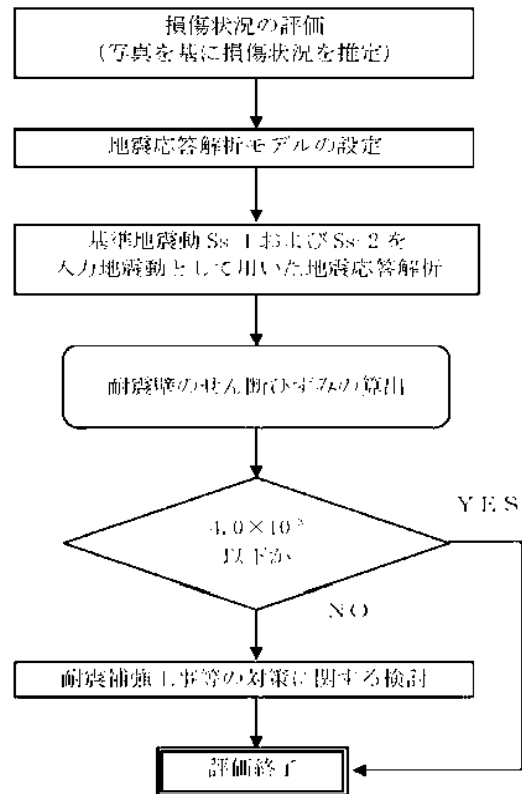 損傷状況の評価
(写真を基に損傷状況を推定)
地震応答解析モデルの設定
基準地震動 Ss-1 および Ss-2 を
入力地震動として用いた地震応答解析
耐震壁のせん断ひずみの算出
4.0×10⁻³
以下か
YES
NO
耐震補強工事等の対策に関する検討
評価終了